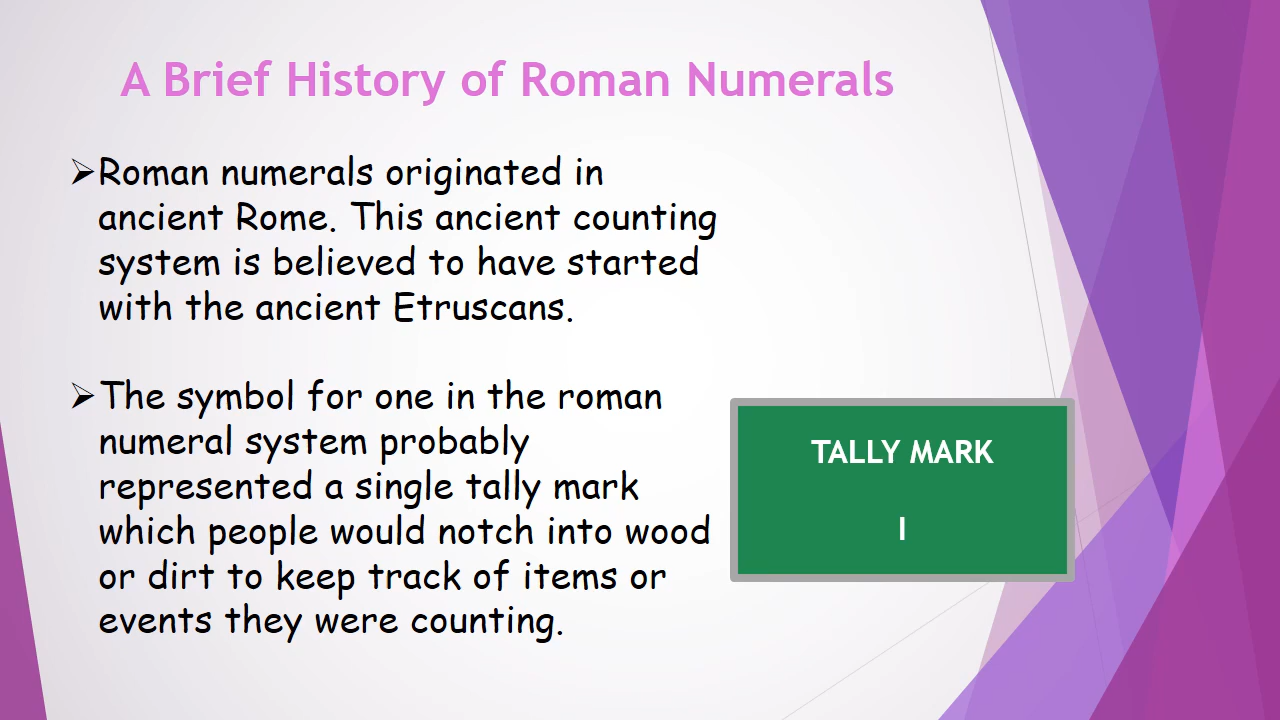 A Brief History of Roman Numerals
➢Roman numerals originated in
ancient Rome. This ancient counting
system is believed to have started
with the ancient Etruscans.
➢The symbol for one in the roman
numeral system probably
represented a single tally mark
which people would notch into wood
or dirt to keep track of items or
events they were counting.
TALLY MARK
I